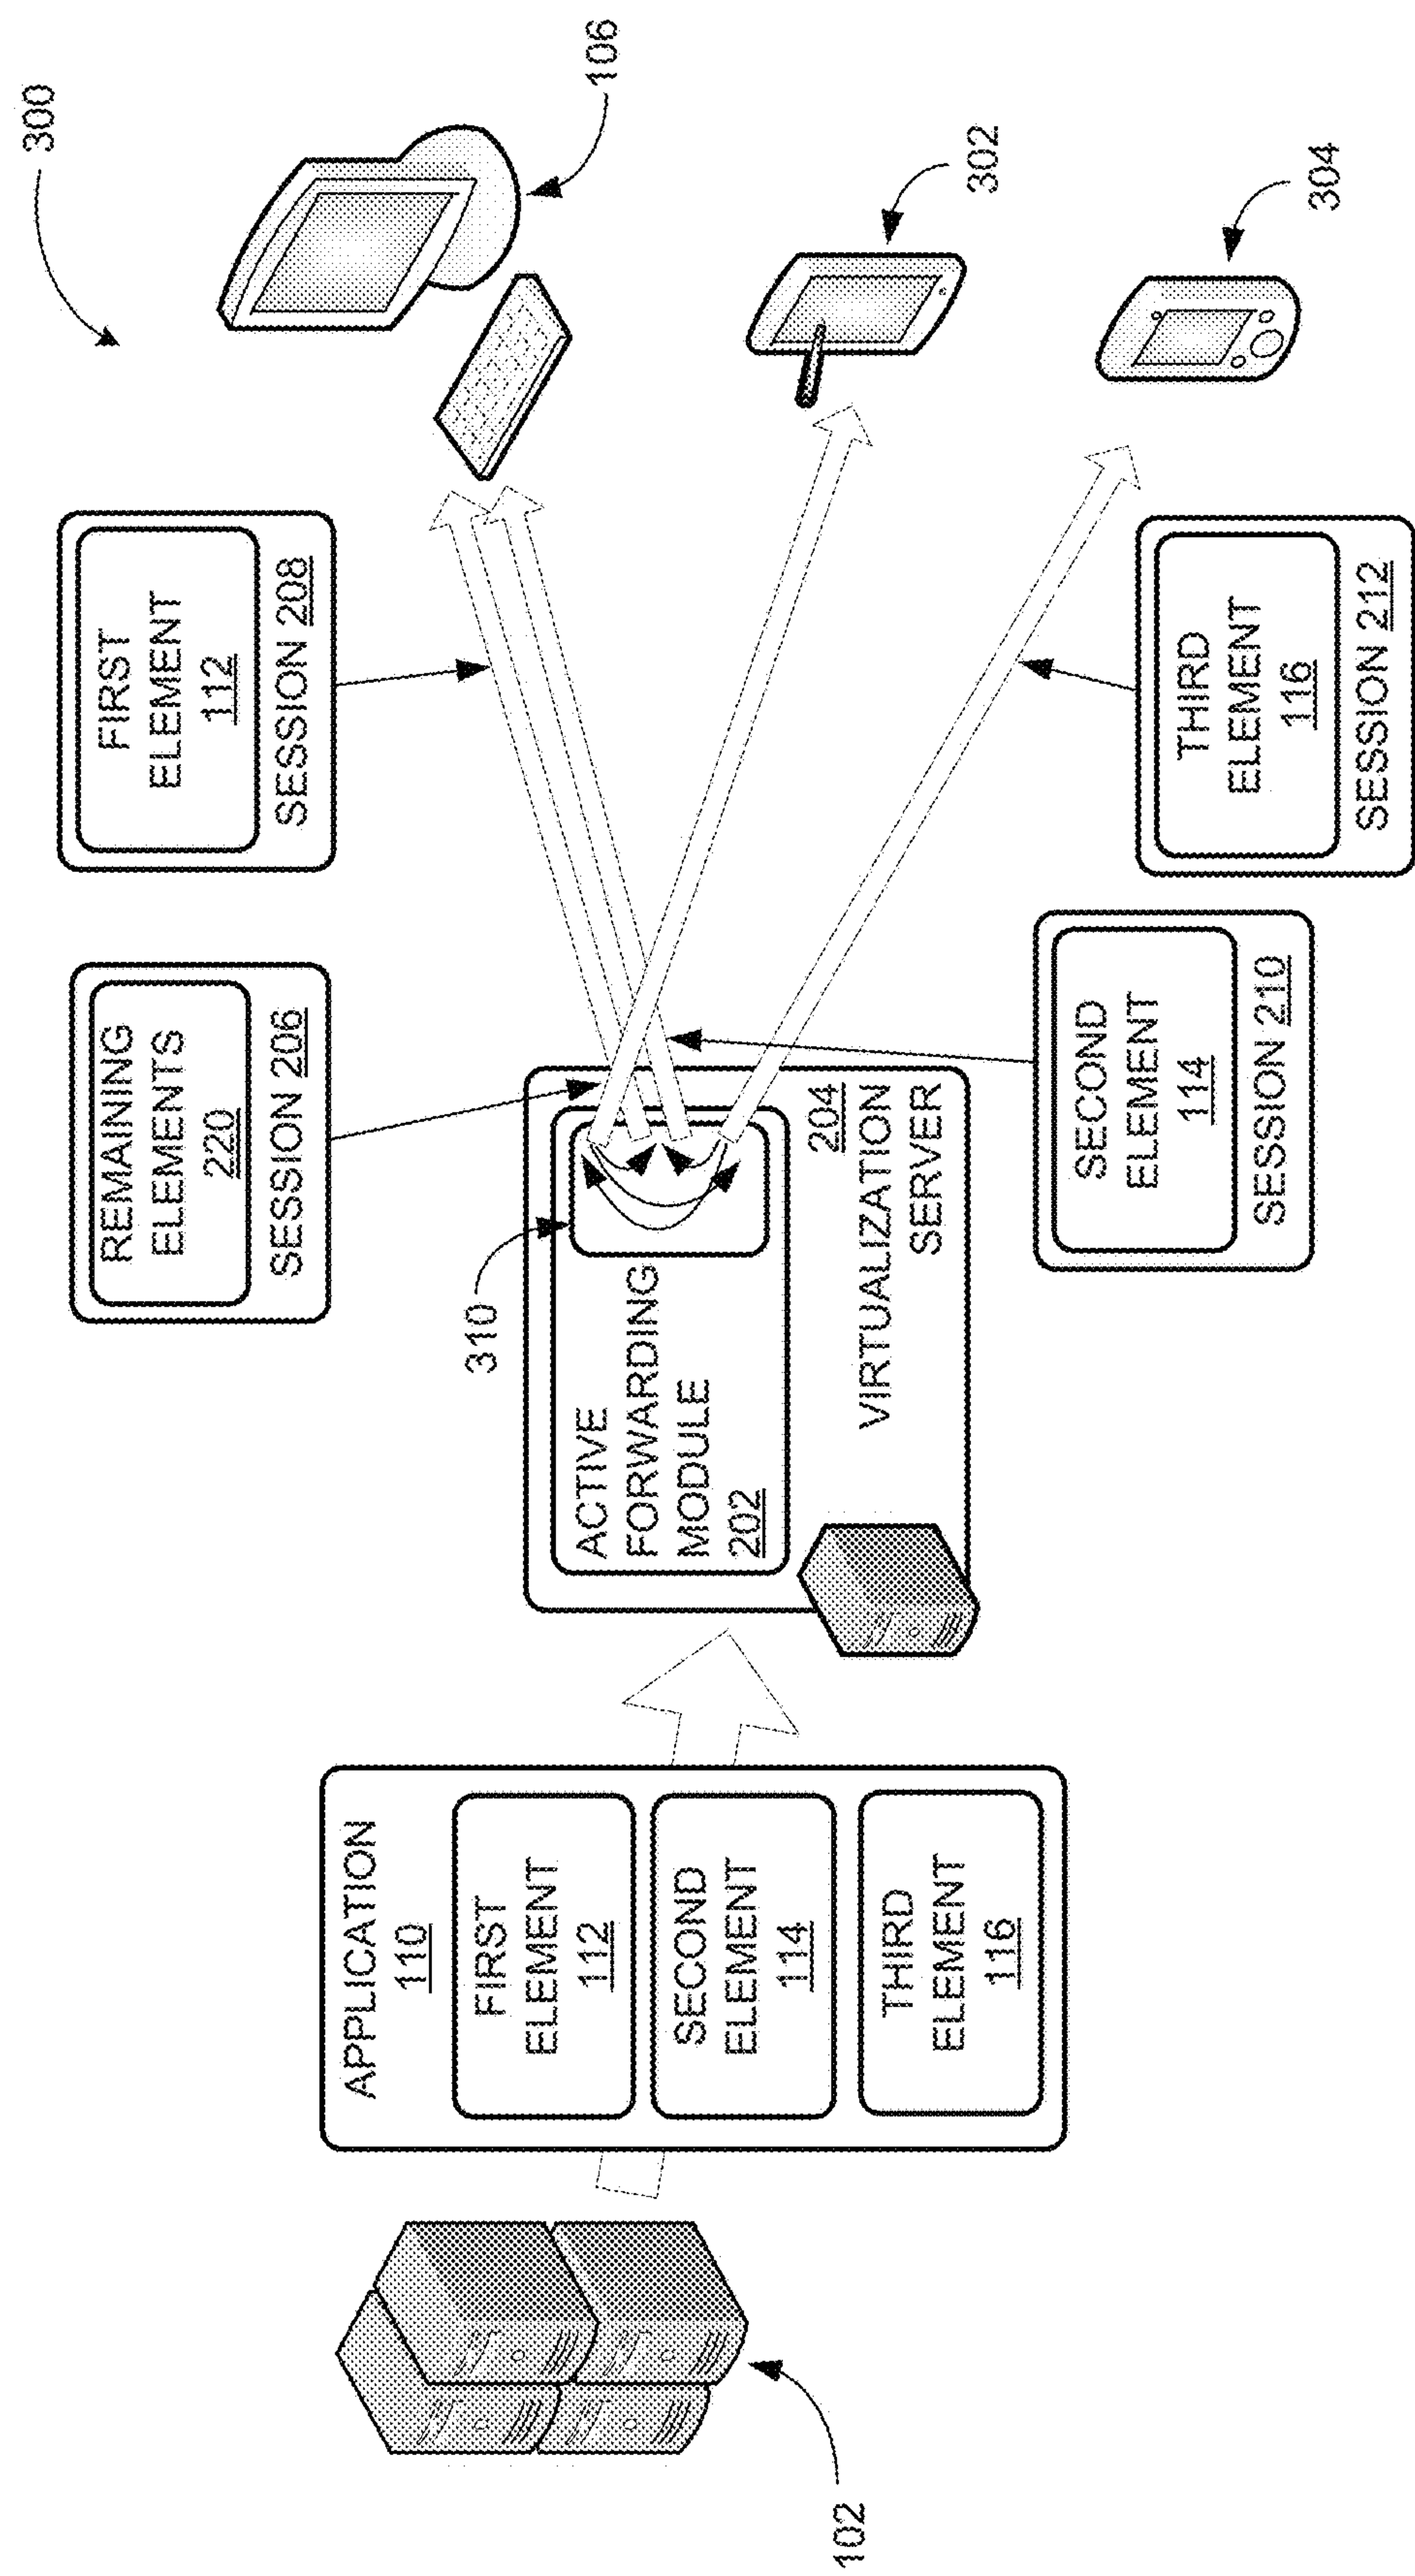 300
106
302
304
FIRST
ELEMENT
112
SESSION 208
REMAINING
ELEMENTS
220
SESSION 206
THIRD
ELEMENT
116
SESSION 212
SECOND
ELEMENT
114
SESSION 210
310
ACTIVE
FORWARDING
MODULE
202
204
VIRTUALIZATION
SERVER
APPLICATION
110
FIRST
ELEMENT
112
SECOND
ELEMENT
114
THIRD
ELEMENT
116
102